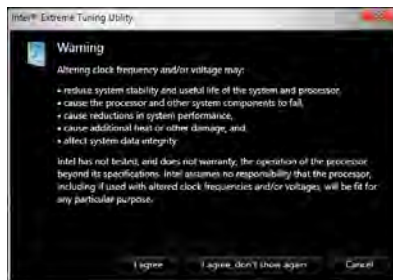 Intel® Extreme Tuning Utility
Warning
Altering clock frequency and/or voltage may:
• reduse system stability and useful life of the system and processor,
• cause the processor and other system components to fail,
• cause reductions in system performance,
• cause additional heat or other damage, and
• affect system data integrity
Intel has not tested, and does not warranty, the operation of the processor
beyond its specifications. Intel assumes no responsibility that the processor,
including if used with altered clock frequencies and/or voltages, will be fit for
any particular purpose.
I agree
I agree, don't show again
Cancel